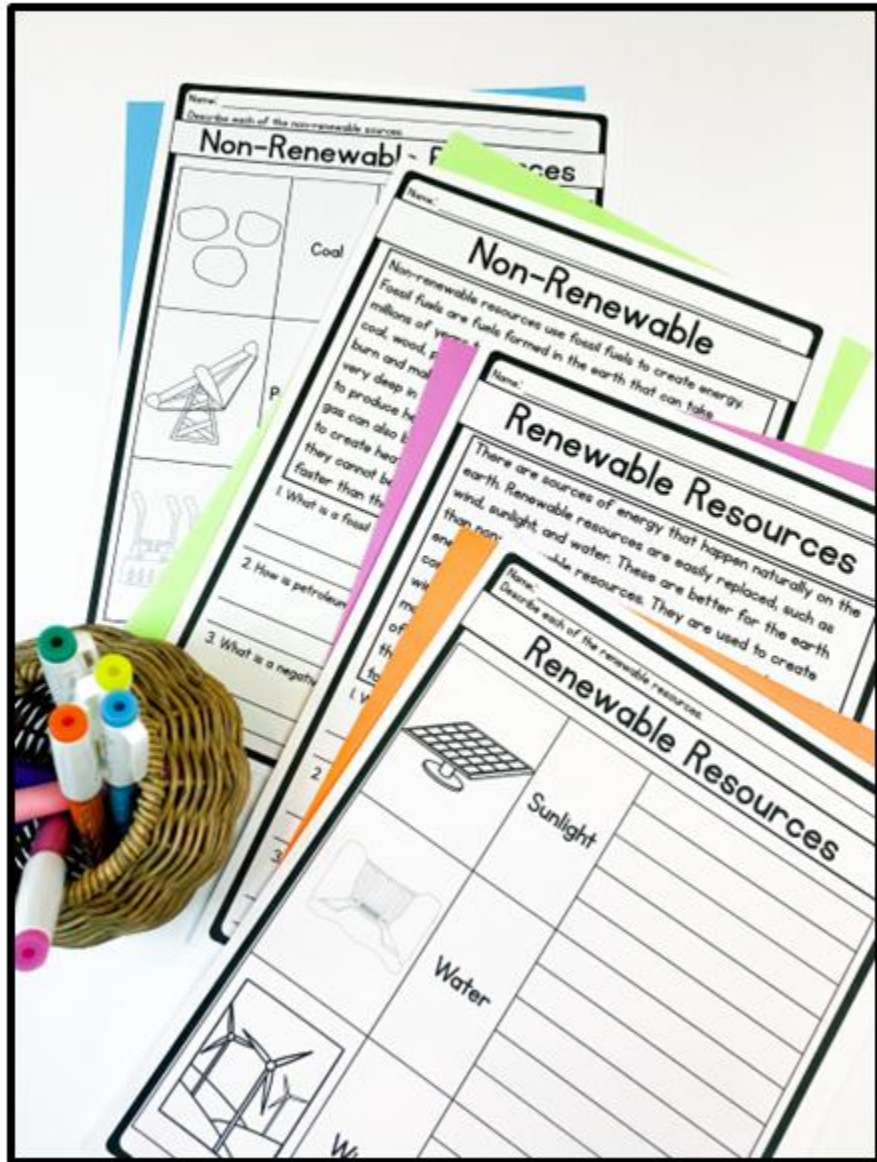 Name:
Describe each of the non-renewable sources.
Non-Renewabl
ces
Coal
Name:
Non-Renewable
Non-renewable resources use fossil fuels to create energy.
Fossil fuels are fuels formed in the earth that can take
millions of years
coal, wood,
burn and
very deep in
to produce
gas can also
to create
they cannot
faster than
1. What is a fossil
2. How is petroleum
3. What is a
Name:
Renewable Resources
There are sources of energy that happen naturally on the
earth. Renewable resources are easily replaced, such as
wind, sunlight, and water. These are better for the earth
than resources. They are used to create
1.
2.
3.
Name:
Describe each of the renewable resources.
Renewable Resources
Sunlight
Water
Wi